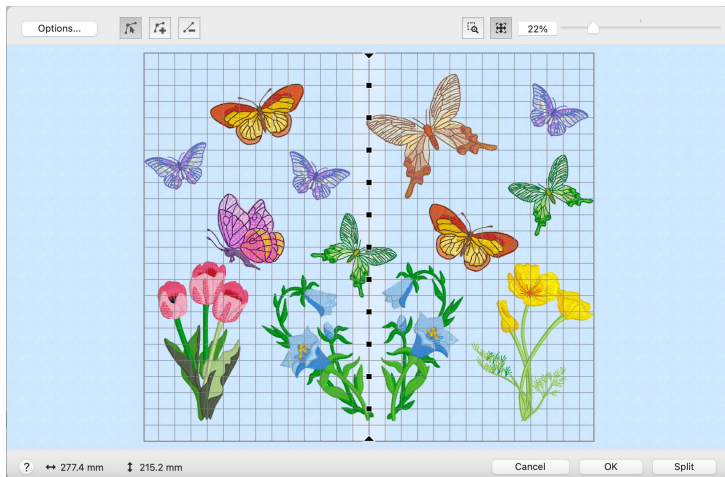 Options...
22%
? ↔ 277.4 mm ↕ 215.2 mm
Cancel
OK
Split